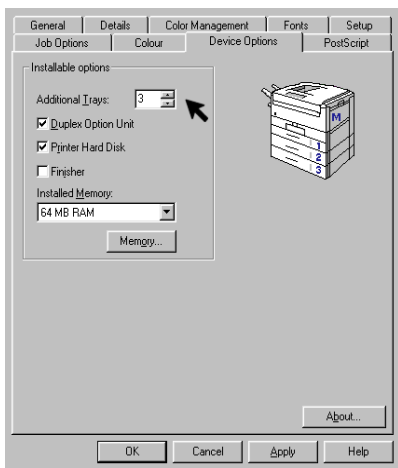 General Details Color Management Fonts Setup
Job Options Colour Device Options PostScript
Installable options
Additional Trays: 3
Duplex Option Unit
Printer Hard Disk
Finisher
Installed Memory:
64 MB RAM
Memory...
M
1
2
3
About...
OK Cancel Apply Help